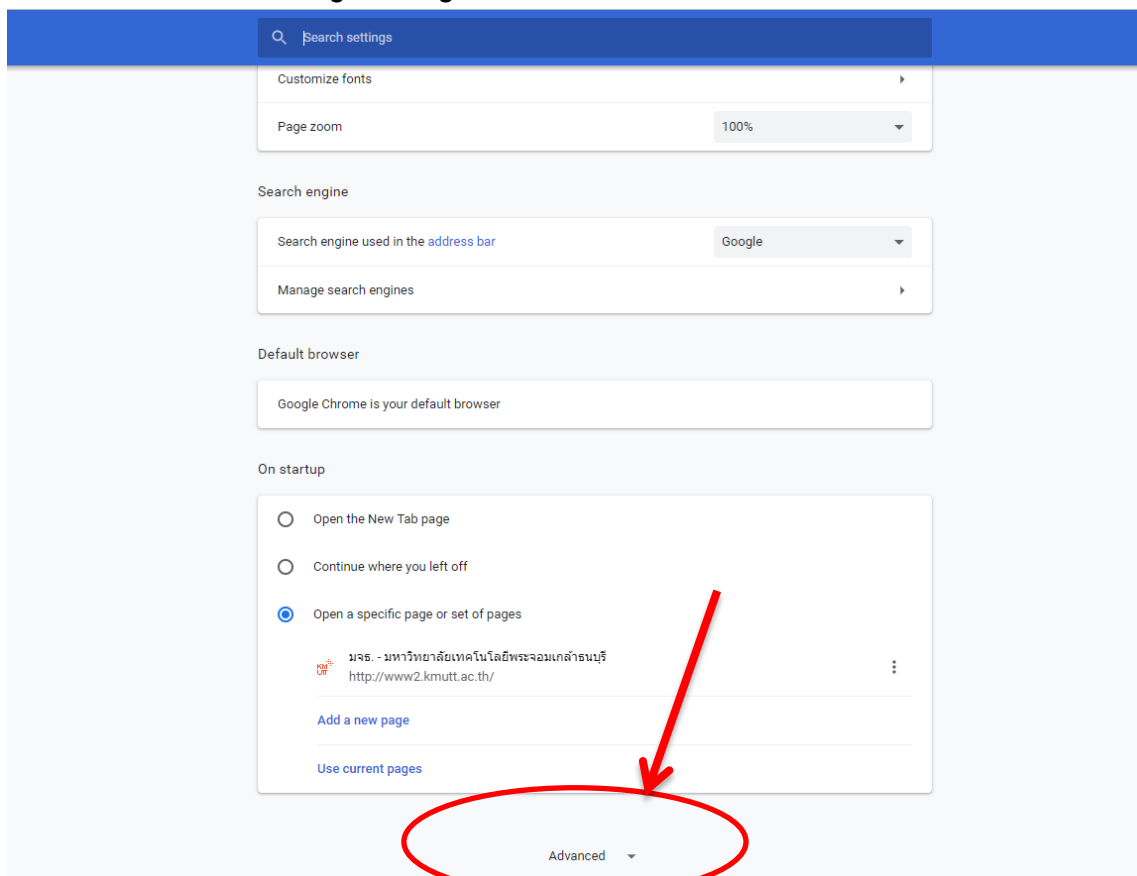 Search settings
Customize fonts
Page zoom 100%
Search engine
Search engine used in the address bar Google
Manage search engines
Default browser
Google Chrome is your default browser
On startup
Open the New Tab page
Continue where you left off
Open a specific page or set of pages
มจธ. - มหาวิทยาลัยเทคโนโลยีพระจอมเกล้าธนบุรี
KM
UTT
http://www2.kmutt.ac.th/
Add a new page
Use current pages
Advanced